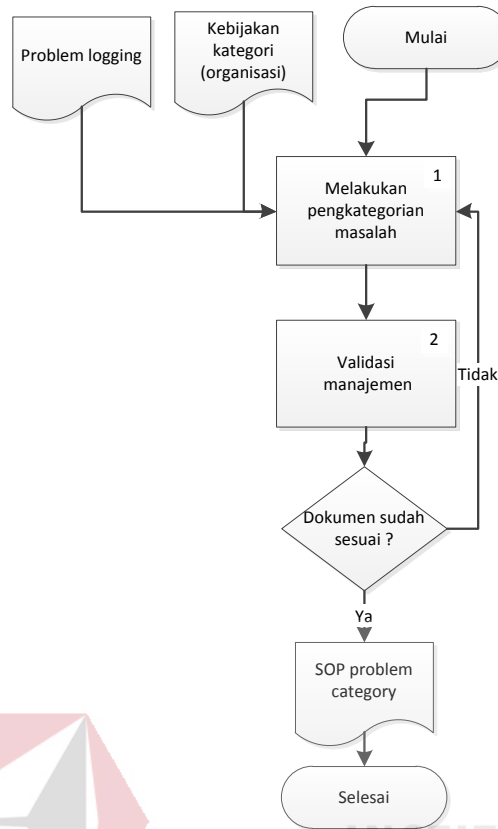 Problem logging
Kebijakan
kategori
(organisasi)
Mulai
1
Melakukan
pengkategorian
masalah
2
Validasi
manajemen
Tidak
Dokumen sudah
sesuai ?
Ya
SOP problem
category
Selesai